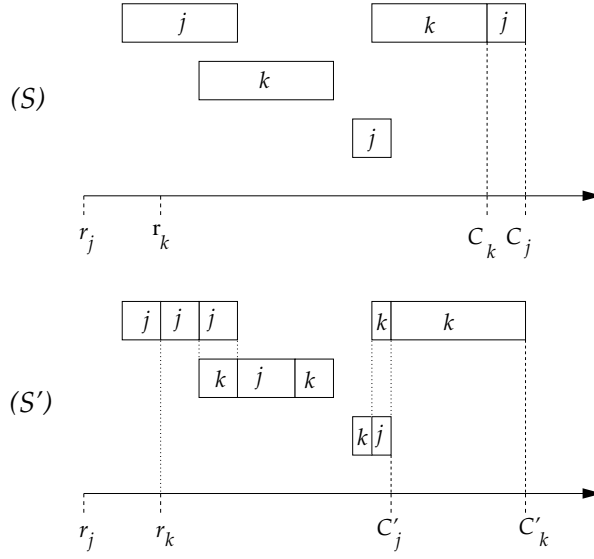 j k j
k
(S)
j
r_j r_k C_k C_j
j j j k k
k j k
(S')
k j
r_j r_k C'_j C'_k